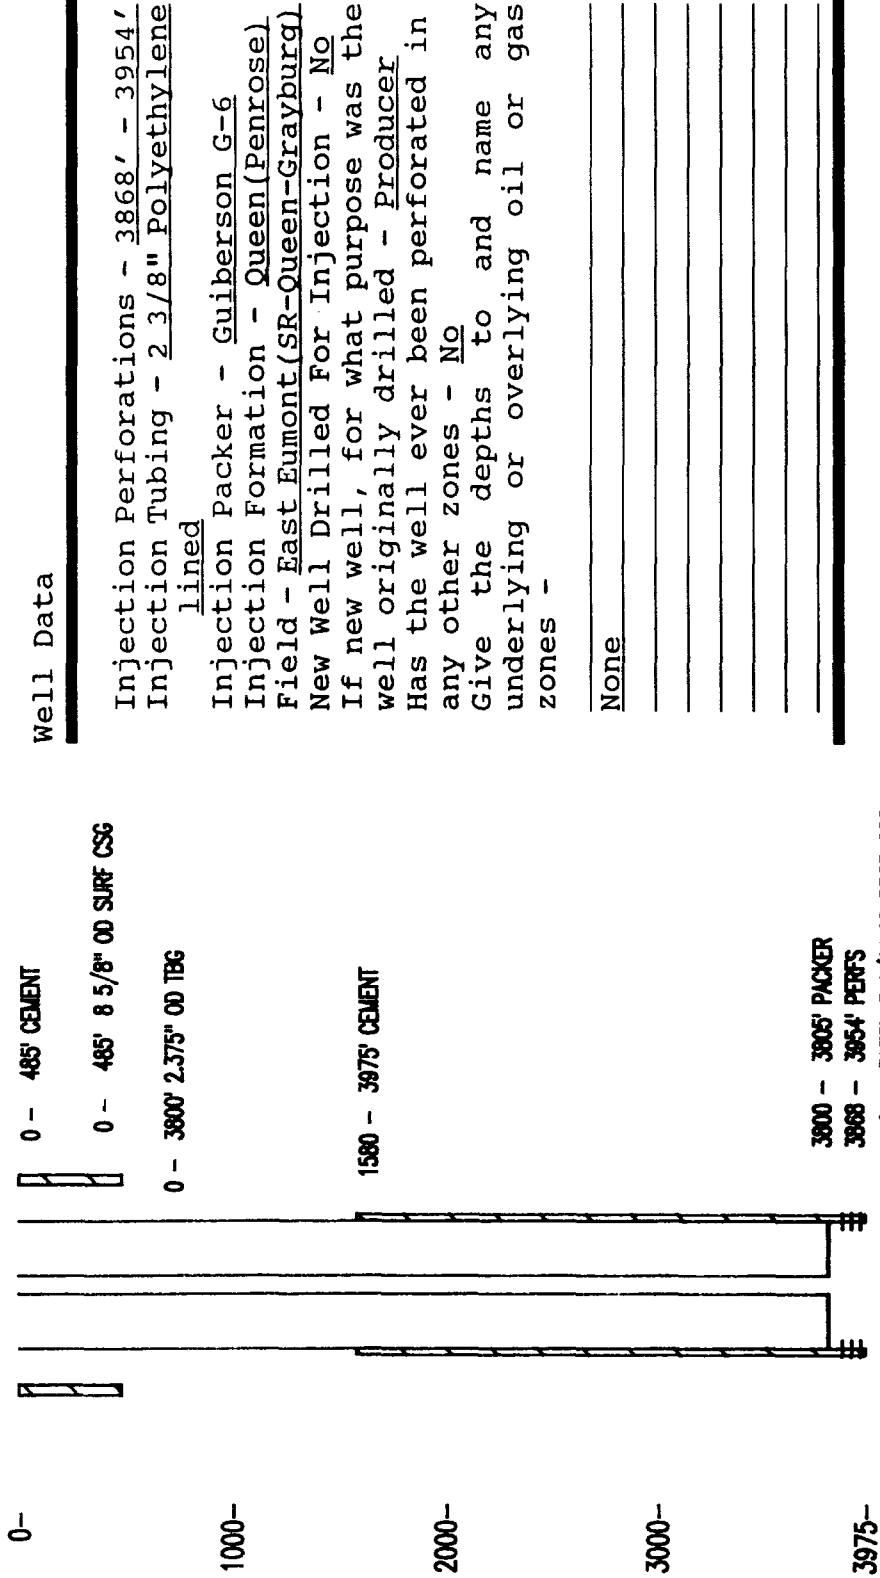 Well Data
Injection Perforations - 3868' - 3954'
Injection Tubing - 2 3/8" Polyethylene
lined
Injection Packer - Guiberson G-6
Injection Formation - Queen(Penrose)
Field - East Eumont(SR-Queen-Grayburg)
New Well Drilled For Injection - No
If new well, for what purpose was the
well originally drilled - Producer
Has the well ever been perforated in
any other zones - No
Give the depths to and name any
underlying or overlying oil or gas
zones -
None
0 - 485' CEMENT
0 - 485' 8 5/8" OD SURF CSG
0 - 3800' 2.375" OD TBG
1580 - 3975' CEMENT
3800 - 3805' PACKER
3868 - 3954' PERFS
0-
1000-
2000-
3000-
3975-